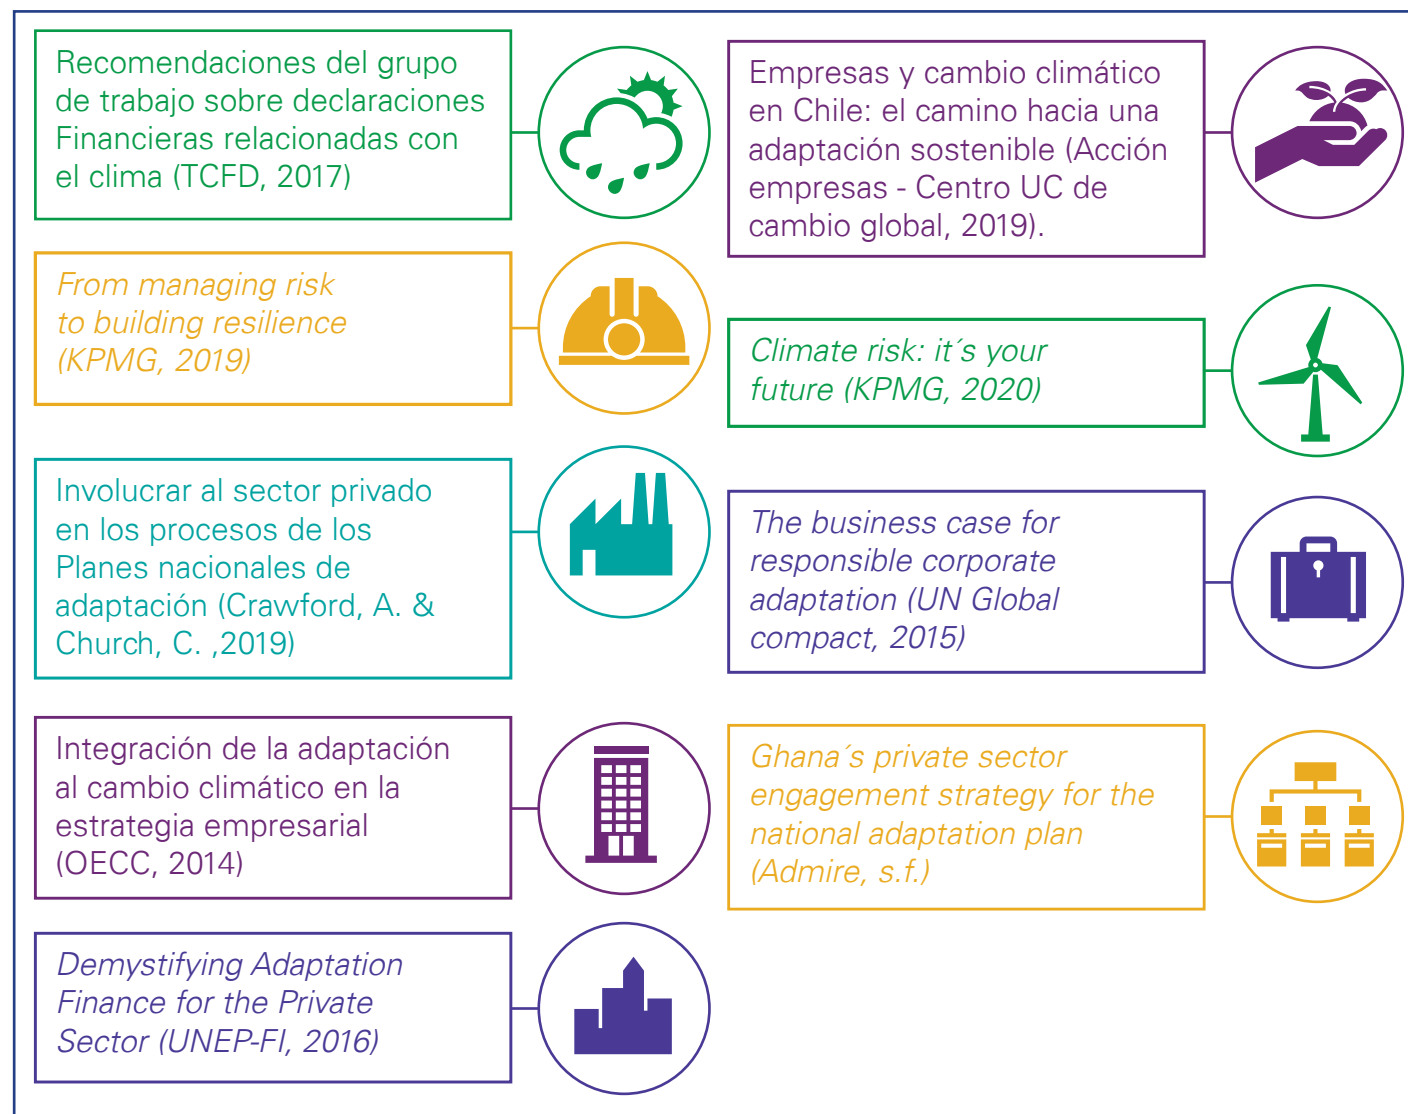 Recomendaciones del grupo
de trabajo sobre declaraciones
Financieras relacionadas con
el clima (TCFD, 2017)
From managing risk
to building resilience
(KPMG, 2019)
Involucrar al sector privado
en los procesos de los
Planes nacionales de
adaptación (Crawford, A. &
Church, C. ,2019)
Integración de la adaptación
al cambio climático en la
estrategia empresarial
(OECC, 2014)
Demystifying Adaptation
Finance for the Private
Sector (UNEP-FI, 2016)
Empresas y cambio climático
en Chile: el camino hacia una
adaptación sostenible (Acción
empresas - Centro UC de
cambio global, 2019).
Climate risk: it´s your
future (KPMG, 2020)
The business case for
responsible corporate
adaptation (UN Global
compact, 2015)
Ghana´s private sector
engagement strategy for the
national adaptation plan
(Admire, s.f.)